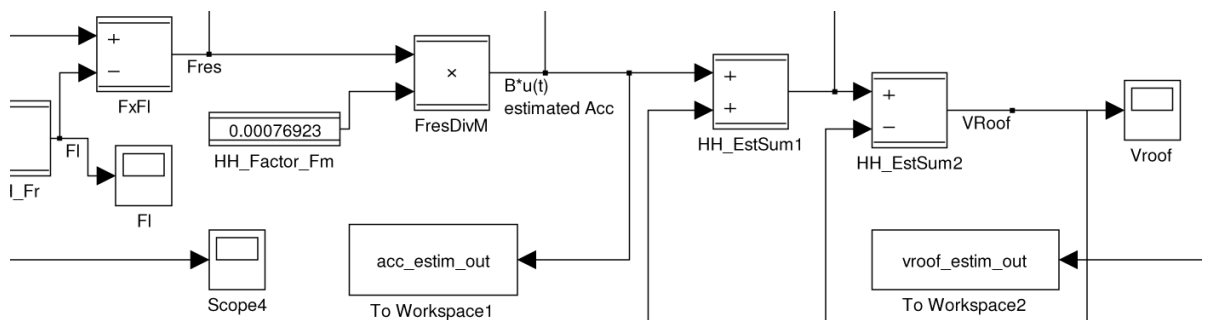 +
−
Fres
FxFl
Fl
l_Fr
Fl
0.00076923
HH_Factor_Fm
×
FresDivM
B*u(t)
estimated Acc
+
+
HH_EstSum1
+
−
HH_EstSum2
VRoof
Vroof
Scope4
acc_estim_out
To Workspace1
vroof_estim_out
To Workspace2